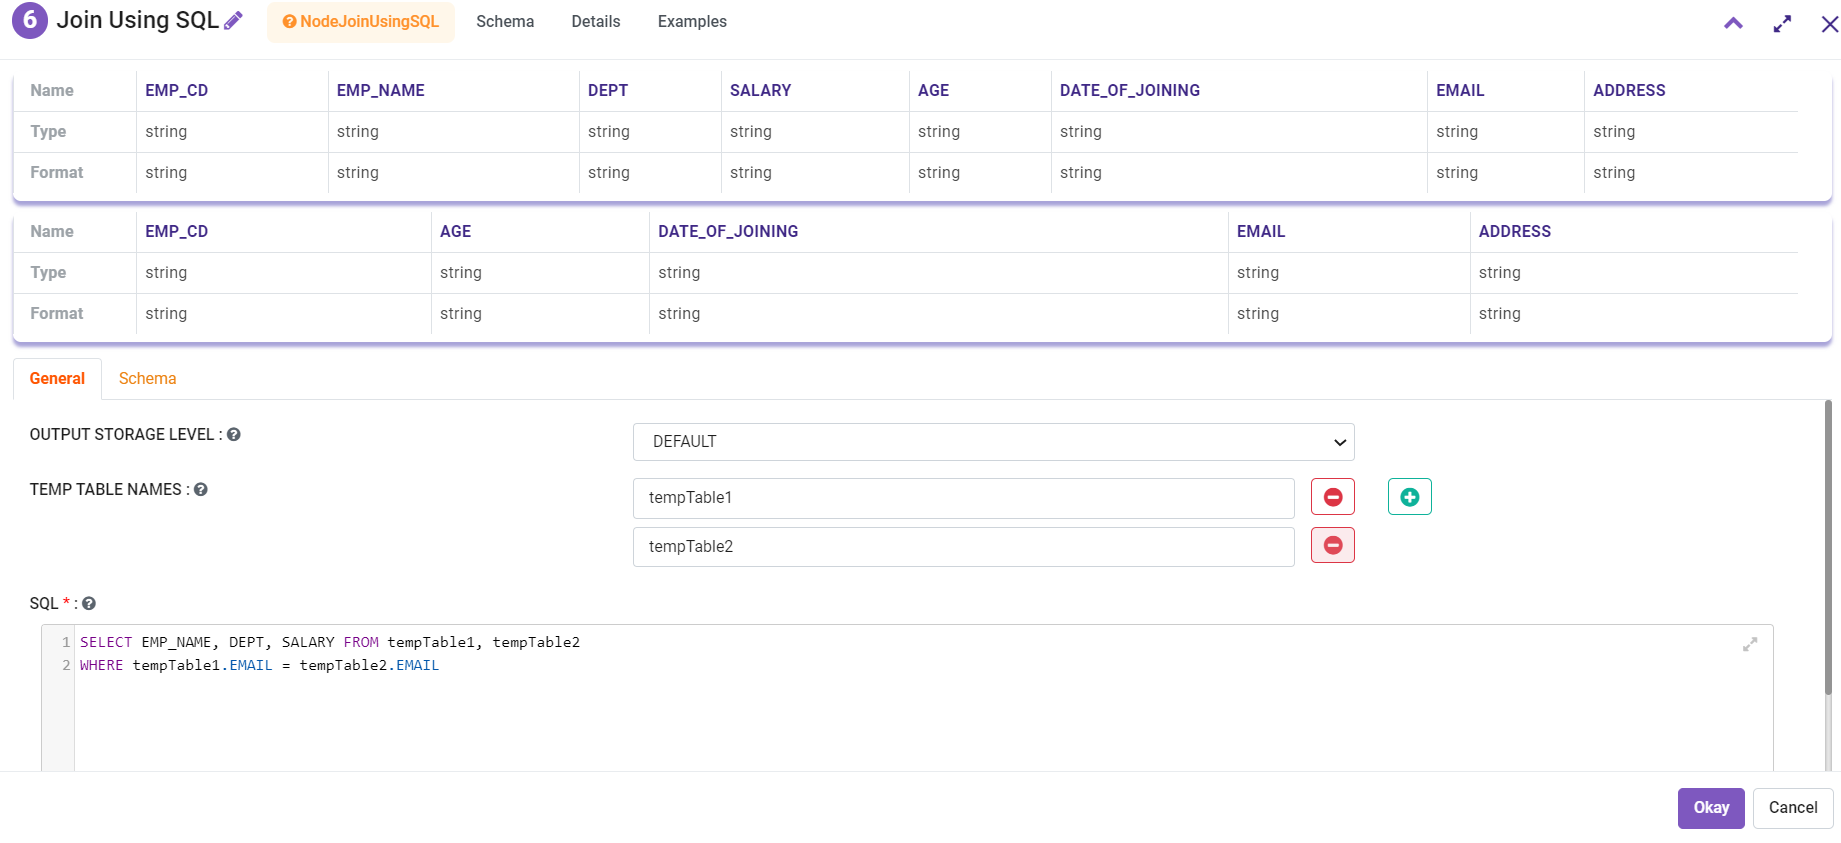 6 Join Using SQL NodeJoinUsingSQL Schema Details Examples
Name EMP_CD EMP_NAME DEPT SALARY AGE DATE_OF_JOINING EMAIL ADDRESS
Type string string string string string string string string
Format string string string string string string string string
Name EMP_CD AGE DATE_OF_JOINING EMAIL ADDRESS
Type string string string string string
Format string string string string string
General Schema
OUTPUT STORAGE LEVEL : DEFAULT
TEMP TABLE NAMES : tempTable1
tempTable2
SQL * :
1 SELECT EMP_NAME, DEPT, SALARY FROM tempTable1, tempTable2
2 WHERE tempTable1.EMAIL = tempTable2.EMAIL
Okay Cancel